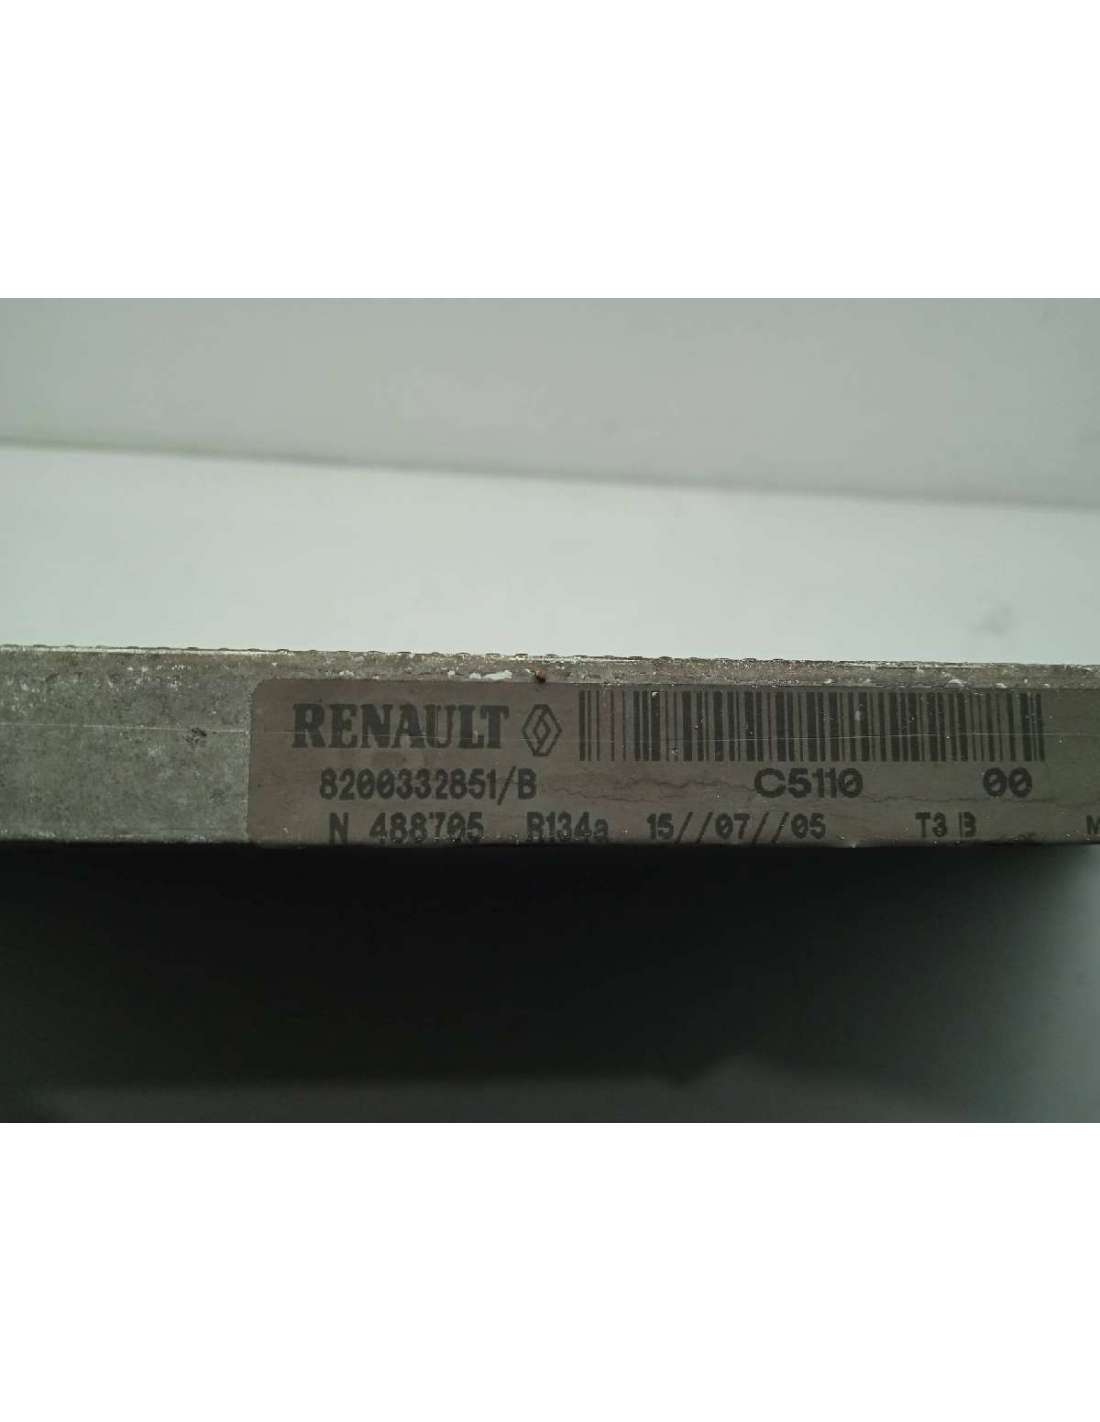 RENAULT
8200332851/B C5110 00
N 488705 R134a 15//07//05 T3 B M